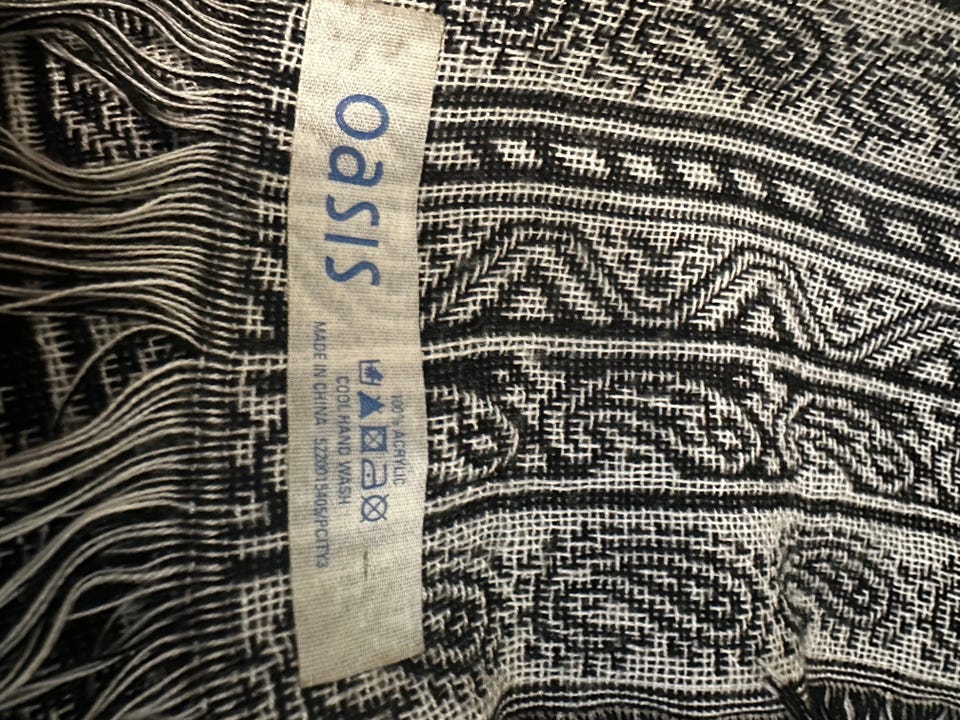 oasis
100% ACRYLIC
COOL HAND WASH
MADE IN CHINA